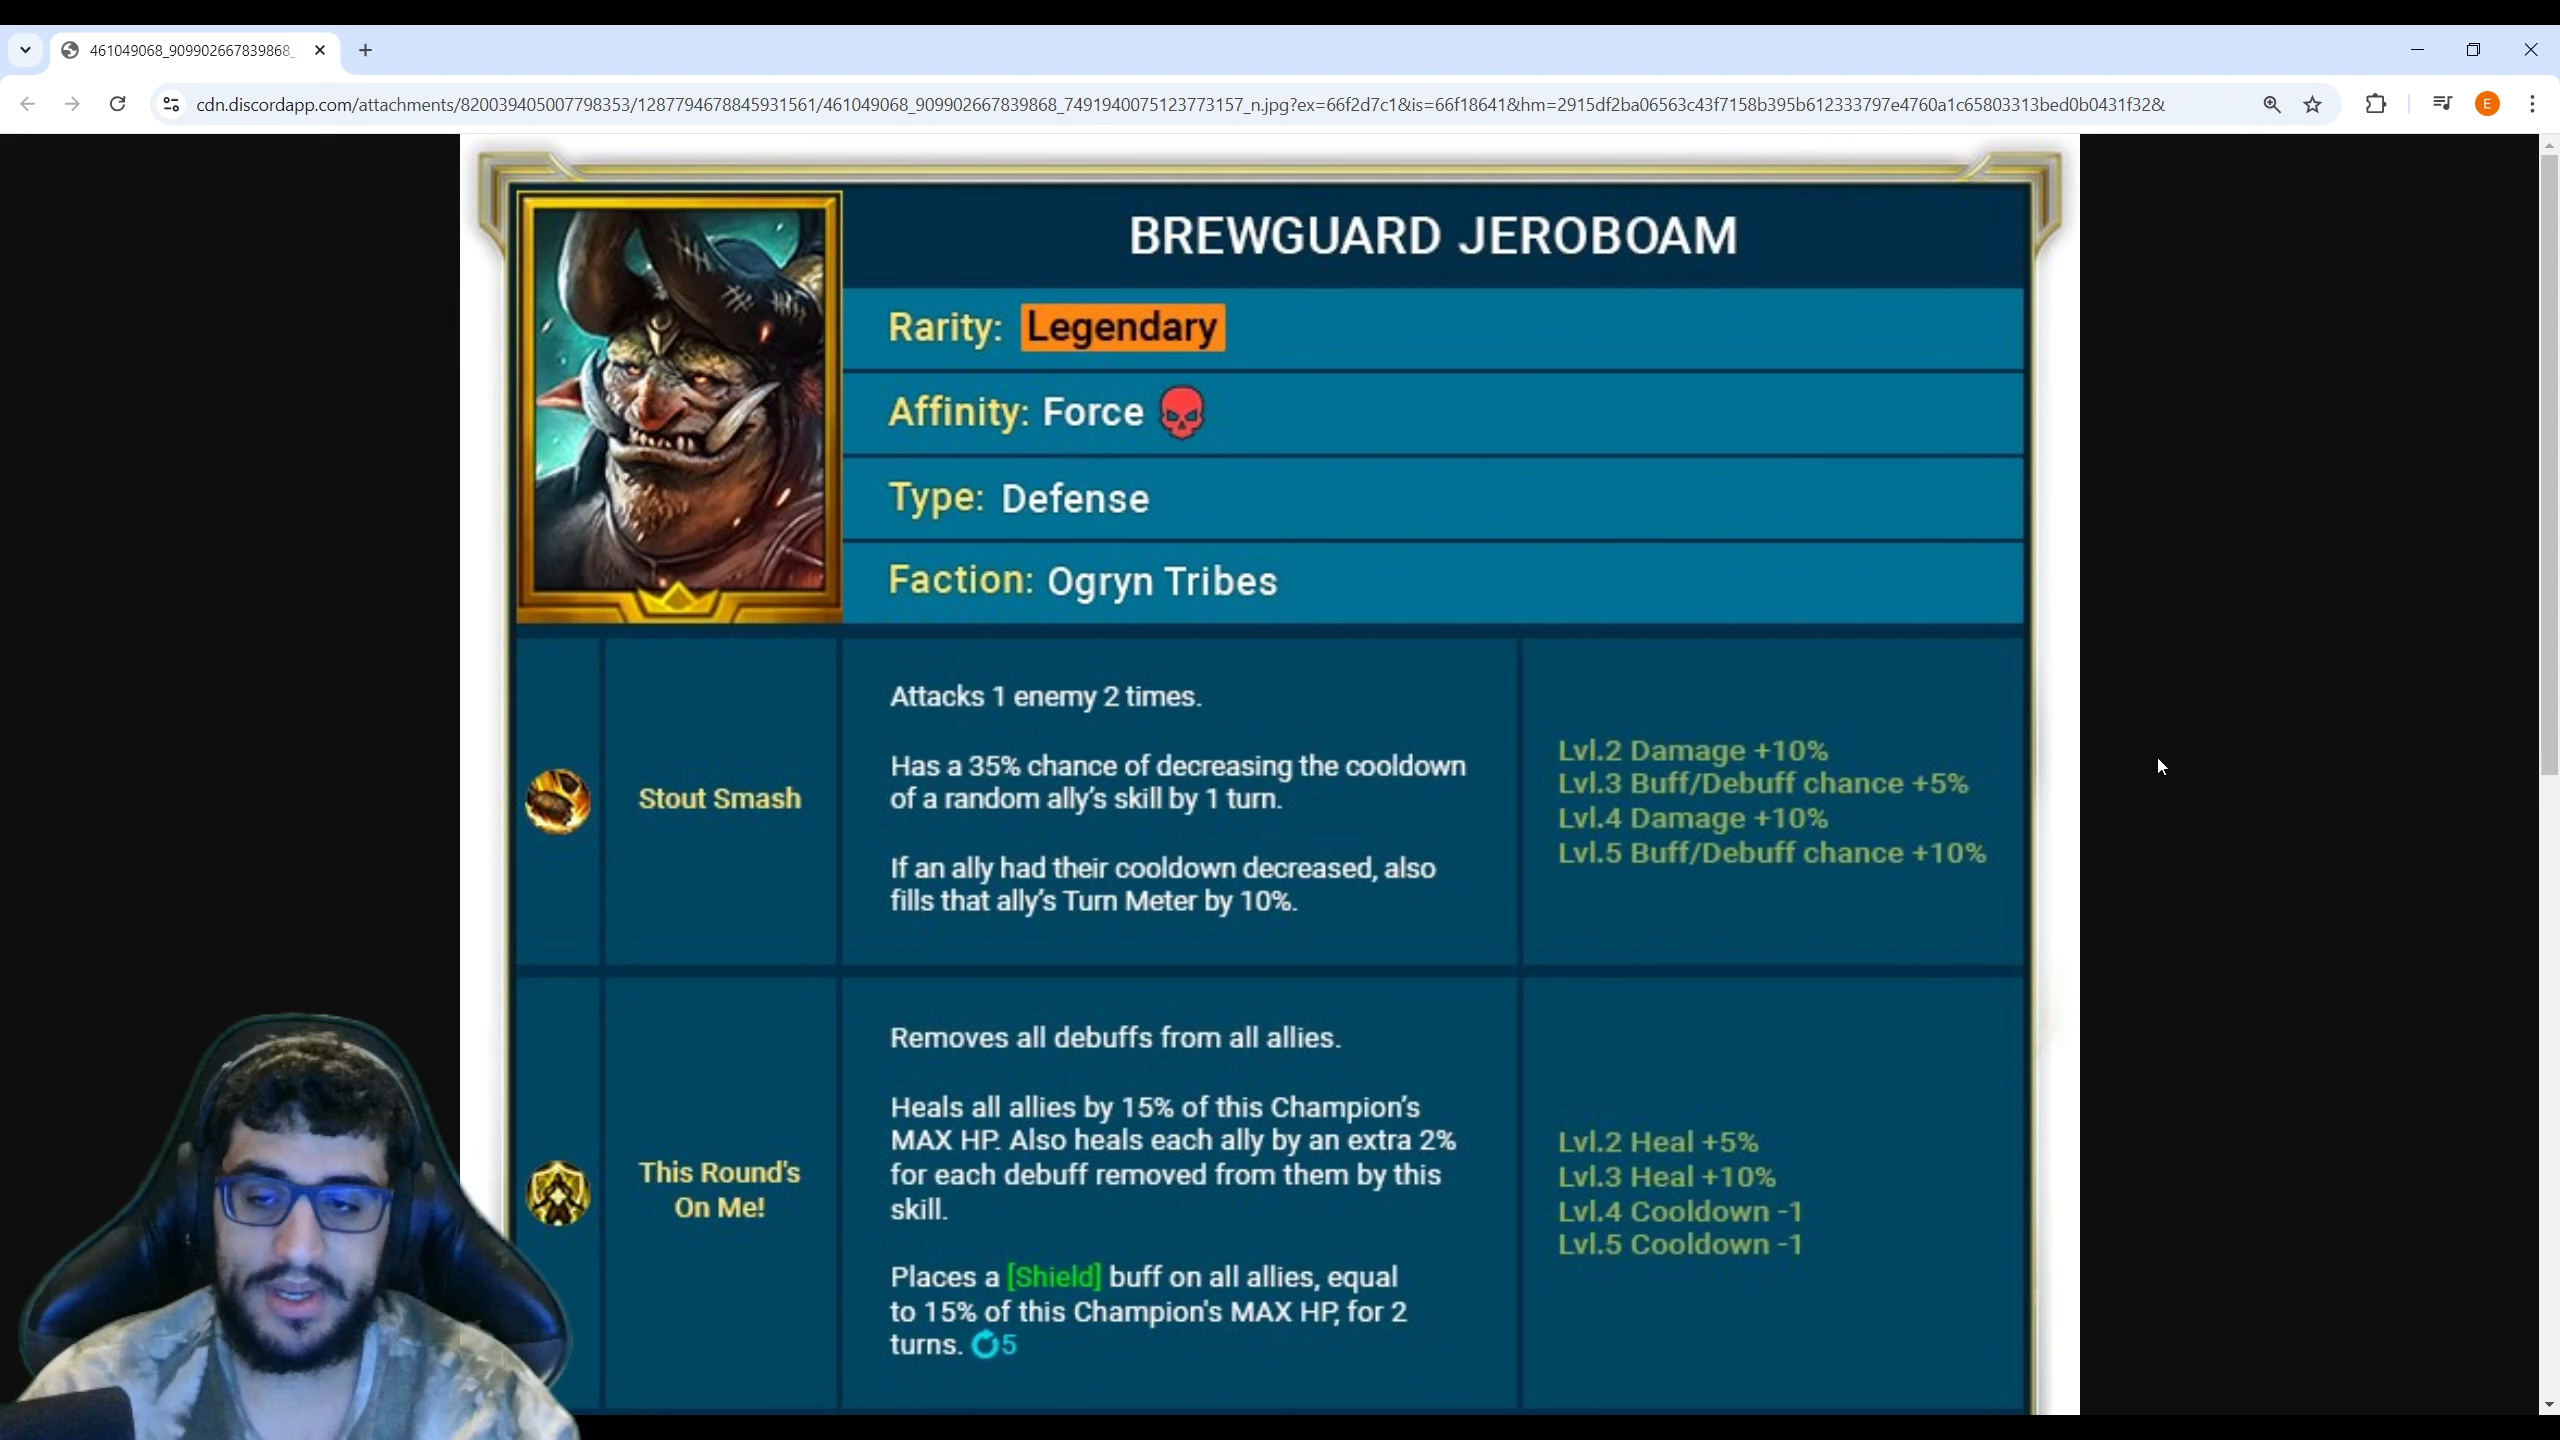 461049068_909902667839868_
cdn.discordapp.com/attachments/820039405007798353/1287794678845931561/461049068_909902667839868_7491940075123773157_n.jpg?ex=66f2d7c1&is=66f18641&hm=2915df2ba06563c43f7158b395b612333797e4760a1c65803313bed0b0431f32&
E
BREWGUARD JEROBOAM
Rarity: Legendary
Affinity: Force
Type: Defense
Faction: Ogryn Tribes
Stout Smash
Attacks 1 enemy 2 times.
Has a 35% chance of decreasing the cooldown
of a random ally's skill by 1 turn.
If an ally had their cooldown decreased, also
fills that ally's Turn Meter by 10%.
Lvl.2 Damage +10%
Lvl.3 Buff/Debuff chance +5%
Lvl.4 Damage +10%
Lvl.5 Buff/Debuff chance +10%
This Round's
On Me!
Removes all debuffs from all allies.
Heals all allies by 15% of this Champion's
MAX HP. Also heals each ally by an extra 2%
for each debuff removed from them by this
skill.
Places a [Shield] buff on all allies, equal
to 15% of this Champion's MAX HP, for 2
turns. 5
Lvl.2 Heal +5%
Lvl.3 Heal +10%
Lvl.4 Cooldown -1
Lvl.5 Cooldown -1